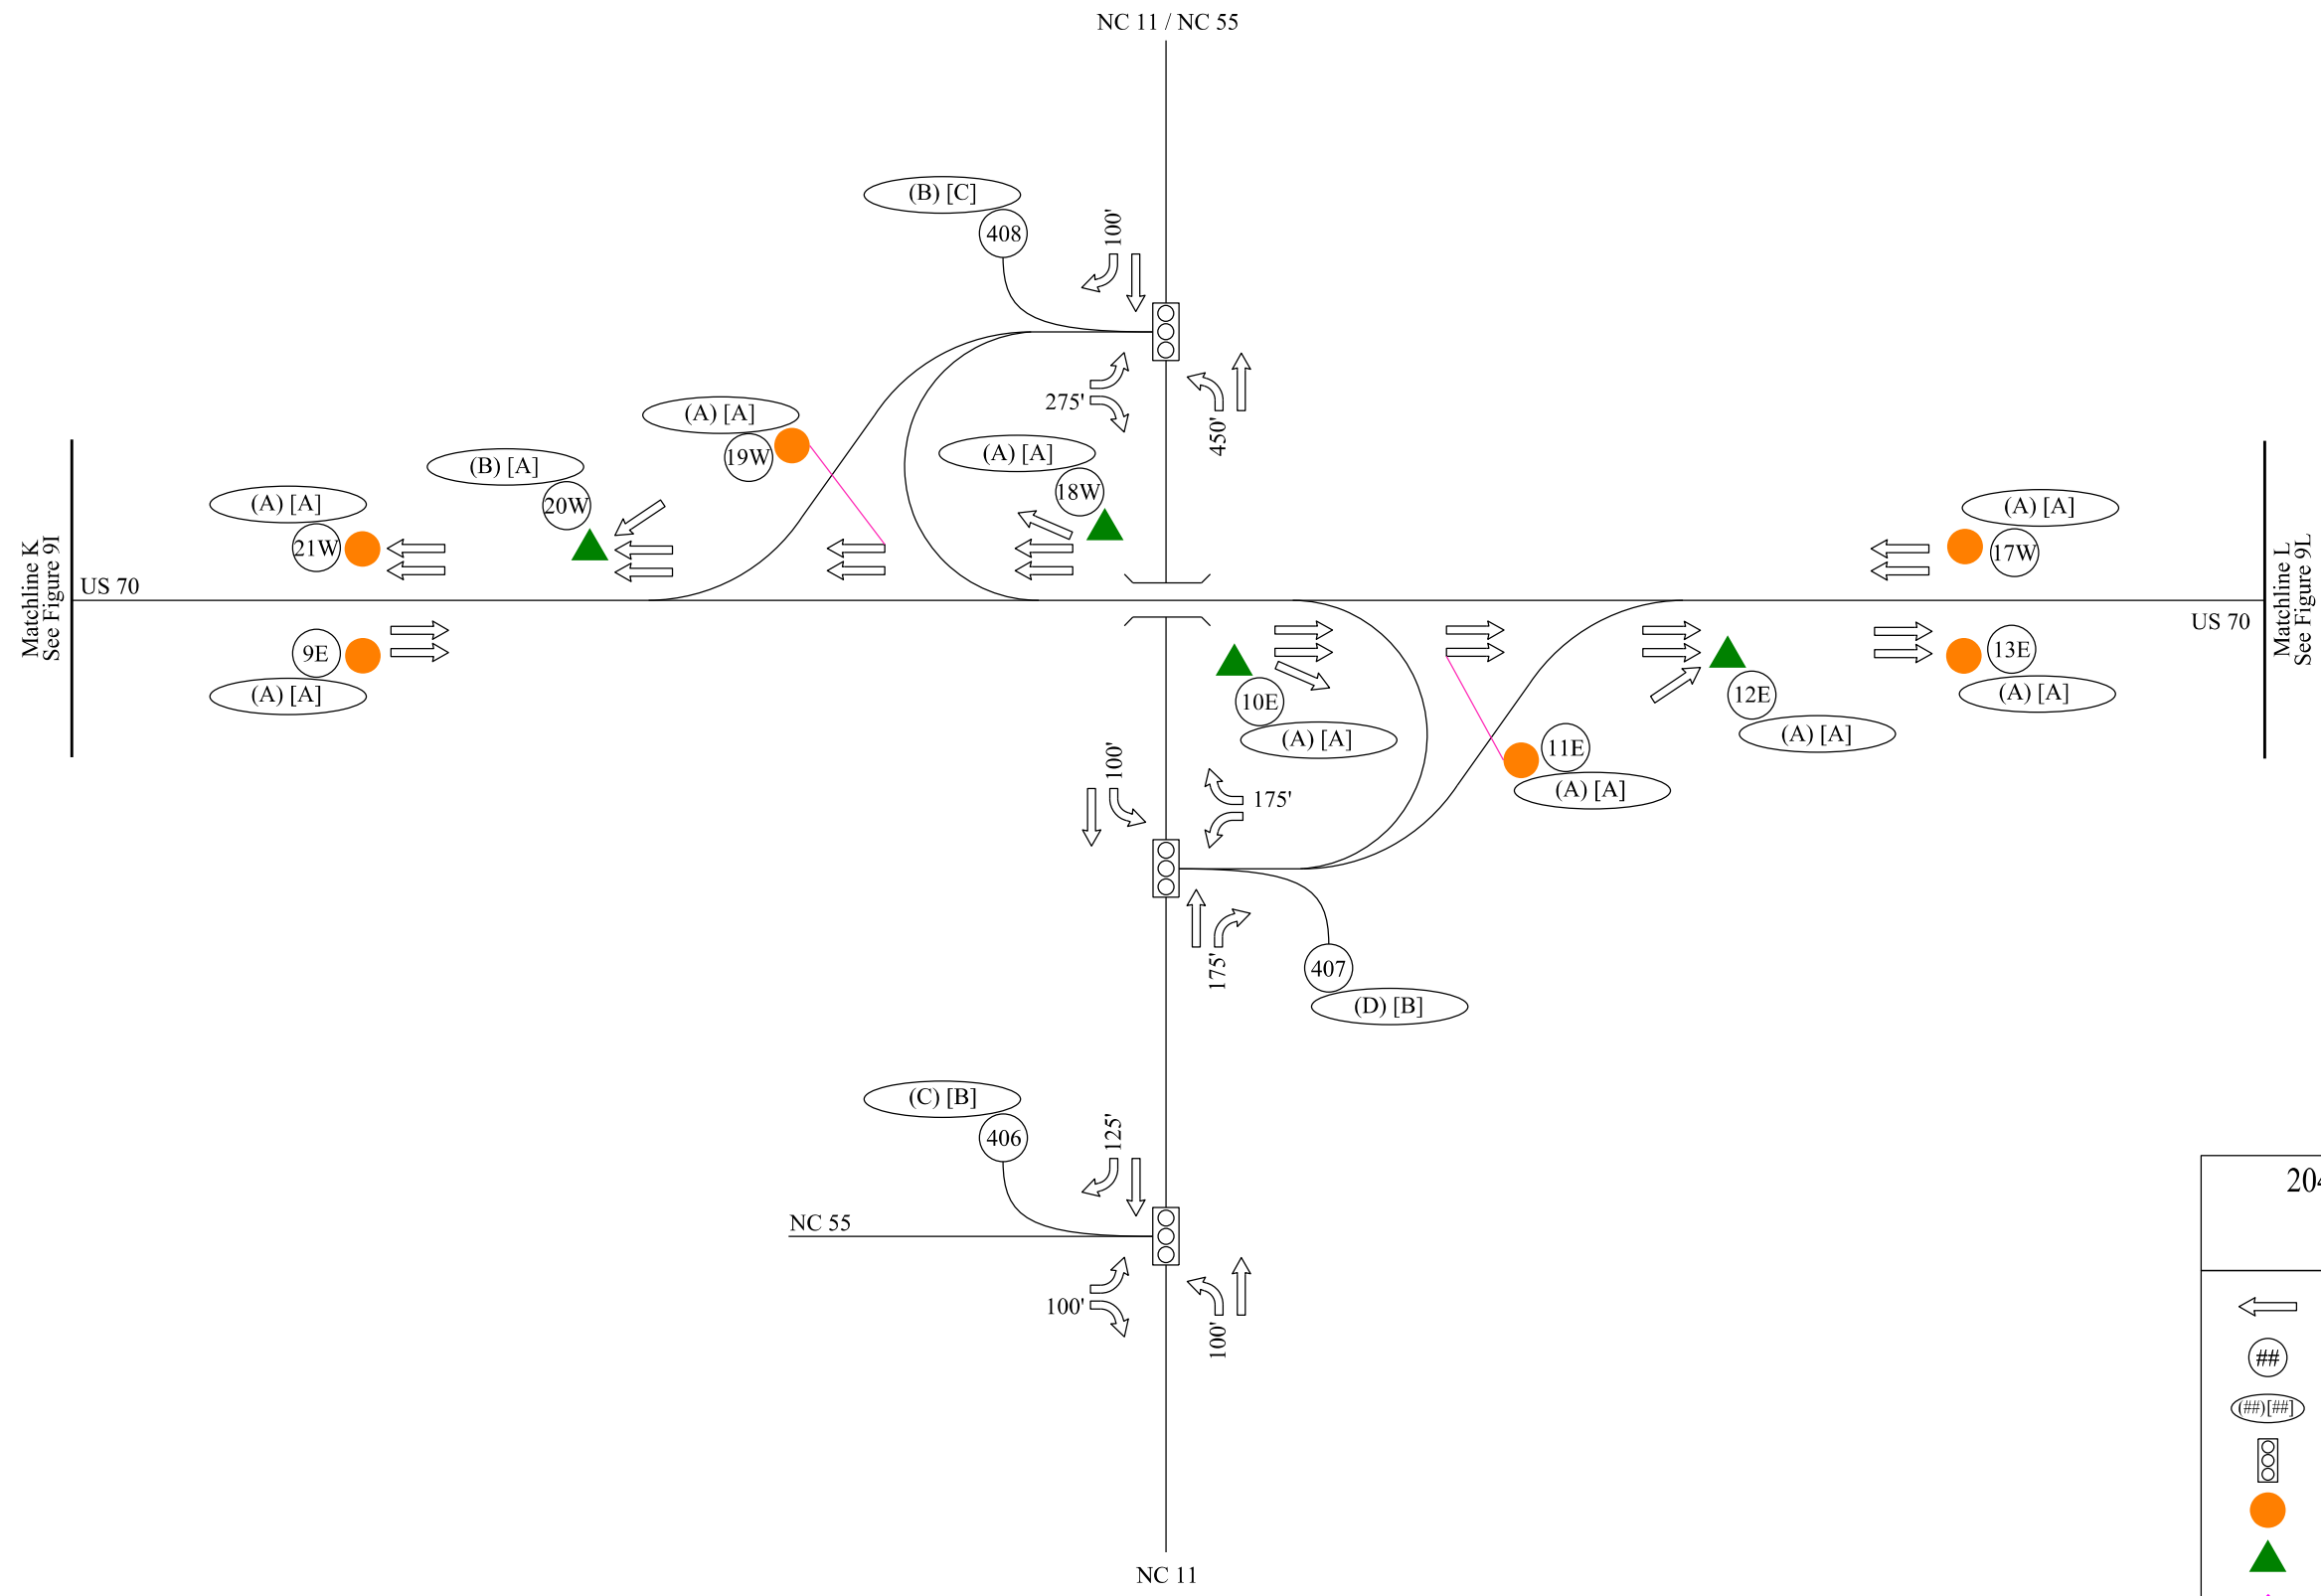 NC 11 / NC 55
(B) [C]
408
100'
275'
450'
(A) [A]
19W
(A) [A]
18W
(B) [A]
20W
(A) [A]
21W
(A) [A]
17W
Matchline K
See Figure 9I
US 70
US 70
Matchline L
See Figure 9L
9E
(A) [A]
10E
(A) [A]
11E
(A) [A]
12E
(A) [A]
13E
(A) [A]
100'
175'
175'
407
(D) [B]
(C) [B]
406
125'
NC 55
100'
100'
NC 11
204
##
(##)[##]